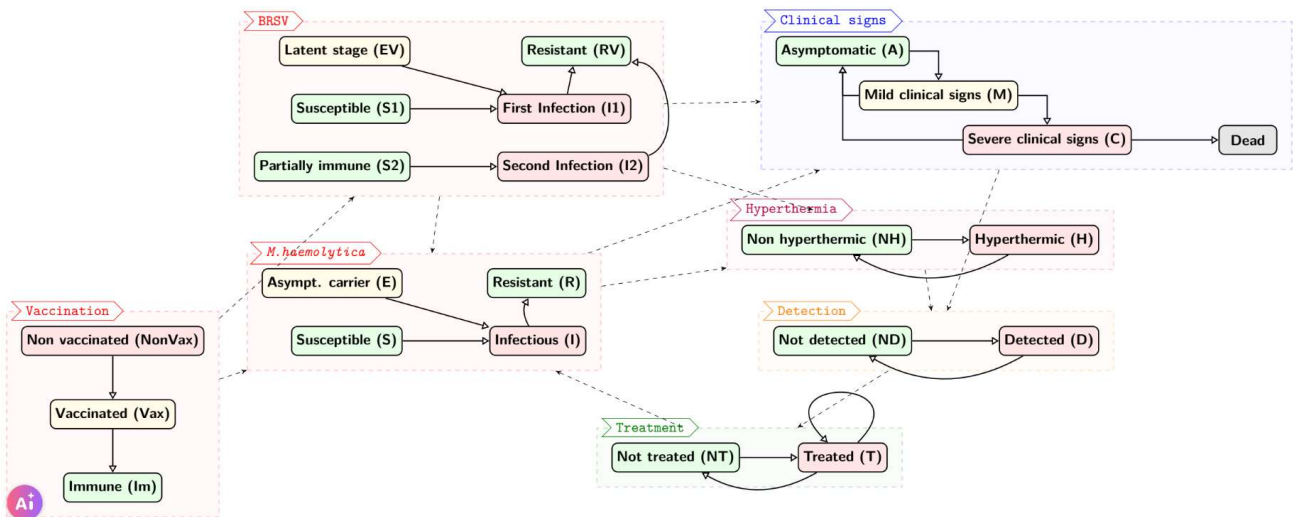 BRSV
Latent stage (EV)
Resistant (RV)
Susceptible (S1)
First Infection (I1)
Partially immune (S2)
Second Infection (I2)
Clinical signs
Asymptomatic (A)
Mild clinical signs (M)
Severe clinical signs (C)
Dead
Hyperthermia
Non hyperthermic (NH)
Hyperthermic (H)
M.haemolytica
Asympt. carrier (E)
Resistant (R)
Susceptible (S)
Infectious (I)
Vaccination
Non vaccinated (NonVax)
Vaccinated (Vax)
Immune (Im)
Detection
Not detected (ND)
Detected (D)
Treatment
Not treated (NT)
Treated (T)
Ai